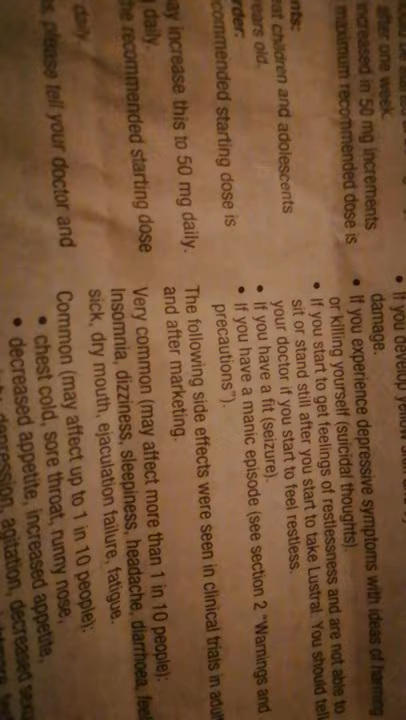 after one week.
increased in 50 mg increments
maximum recommended dose is
children and adolescents
years old.
recommended starting dose is
increase this to 50 mg daily.
daily.
the recommended starting dose
daily
please tell your doctor and
• If you develop yellow skin and
damage.
• If you experience depressive symptoms with ideas of harming
or killing yourself (suicidal thoughts).
• If you start to get feelings of restlessness and are not able to
sit or stand still after you start to take Lustral. You should tell
your doctor if you start to feel restless.
• If you have a fit (seizure).
• If you have a manic episode (see section 2 "Warnings and
precautions").
The following side effects were seen in clinical trials in
and after marketing.
Very common (may affect more than 1 in 10 people):
Insomnia, dizziness, sleepiness, headache, diarrhoea,
sick, dry mouth, ejaculation failure, fatigue.
Common (may affect up to 1 in 10 people):
• chest cold, sore throat, runny nose,
• decreased appetite, increased appetite,
depression, agitation, decreased